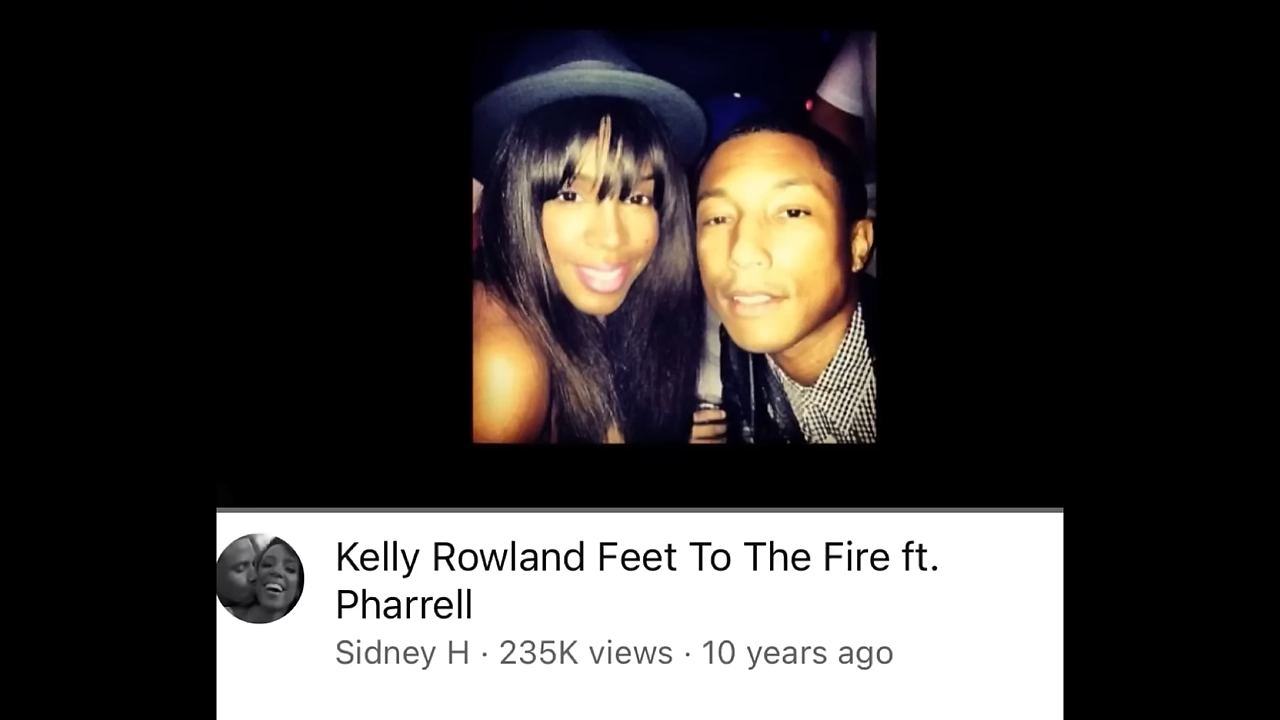 Kelly Rowland Feet To The Fire ft.
Pharrell
Sidney H · 235K views · 10 years ago